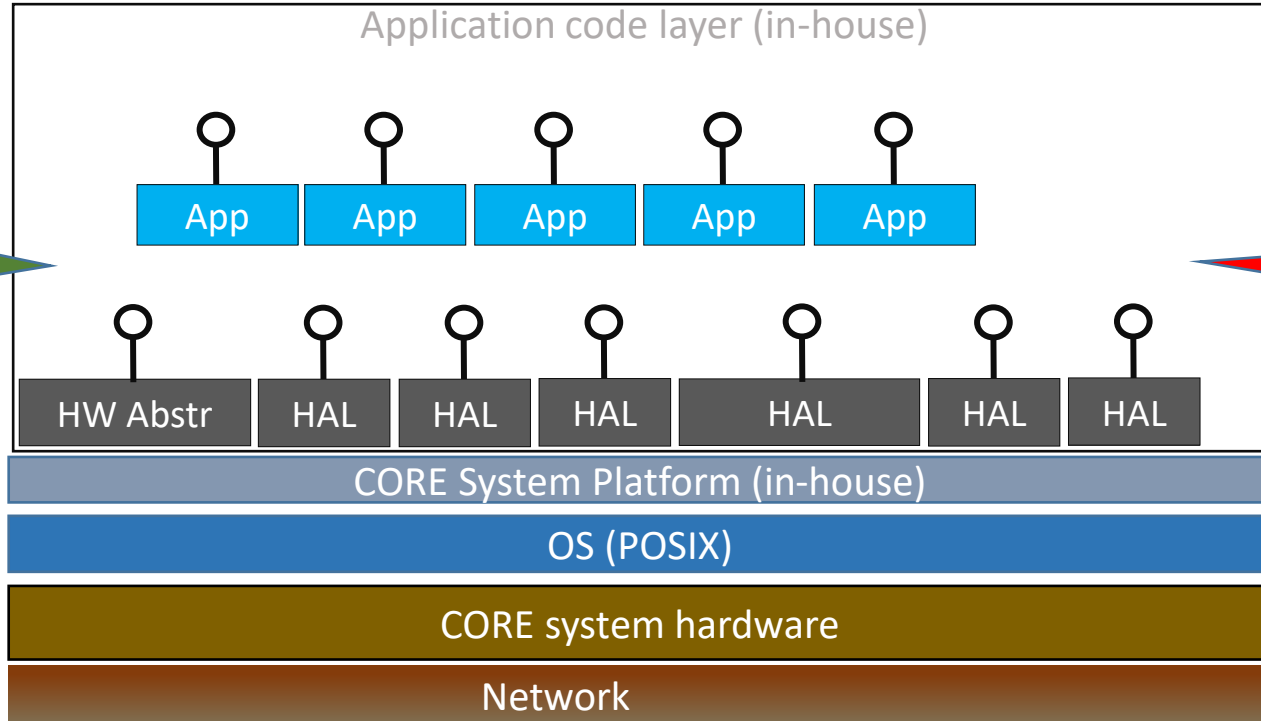 Application code layer (in-house)
App App App App App
HW Abstr HAL HAL HAL HAL HAL HAL
CORE System Platform (in-house)
OS (POSIX)
CORE system hardware
Network